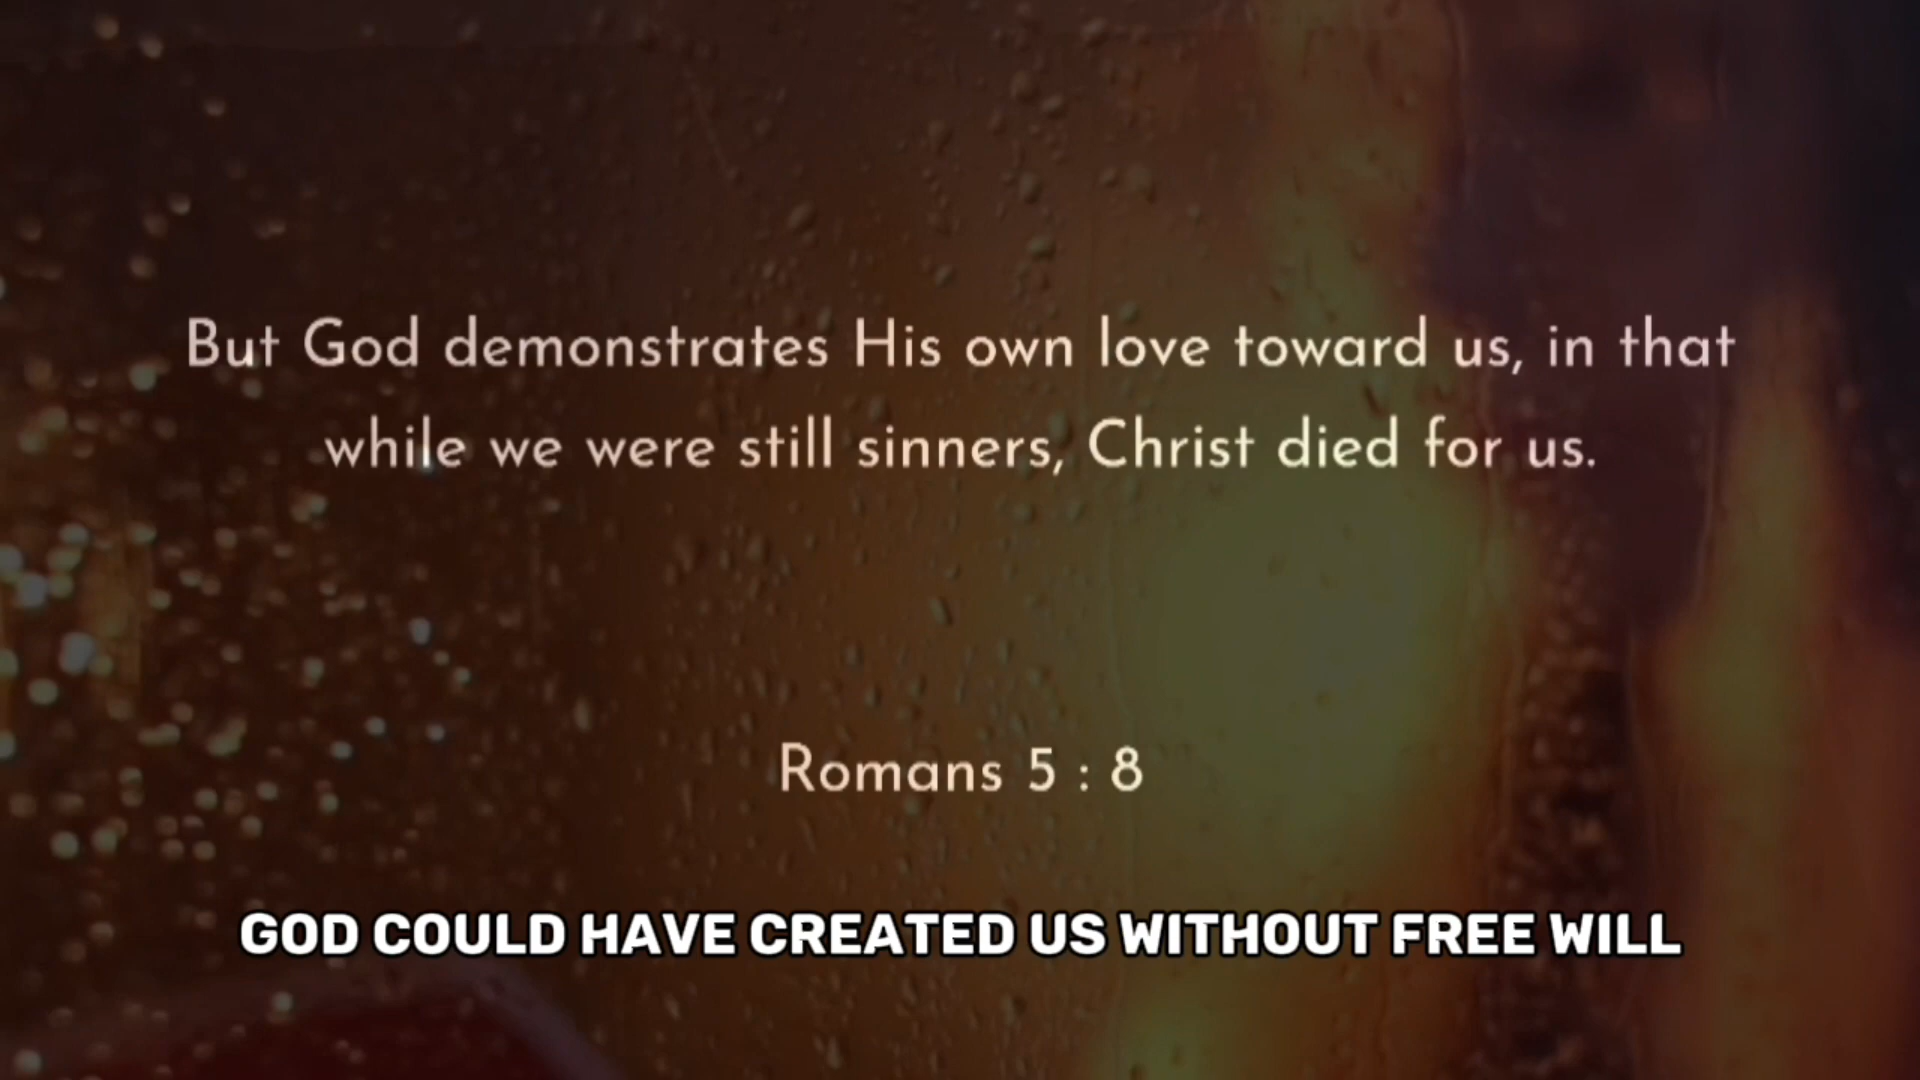 But God demonstrates His own love toward us, in that
while we were still sinners, Christ died for us.
Romans 5 : 8
GOD COULD HAVE CREATED US WITHOUT FREE WILL